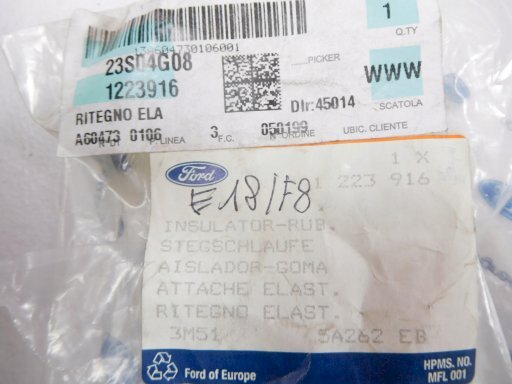 1
Q.TY
138604730106001
23S04G08
1223916
PICKER
WWW
RITEGNO ELA
Dlr:45014
SCATOLA
A60473 0106 3 050199
P.LINEA F.C. N°ORDINE UBIC. CLIENTE
Ford
1 X
1 223 916
E18/F8
INSULATOR-RUB.
STEGSCHLAUFE
AISLADOR-GOMA
ATTACHE ELAST.
RITEGNO ELAST.
3M51 5A262 EB
Ford of Europe
HPMS. NO.
MFL 001